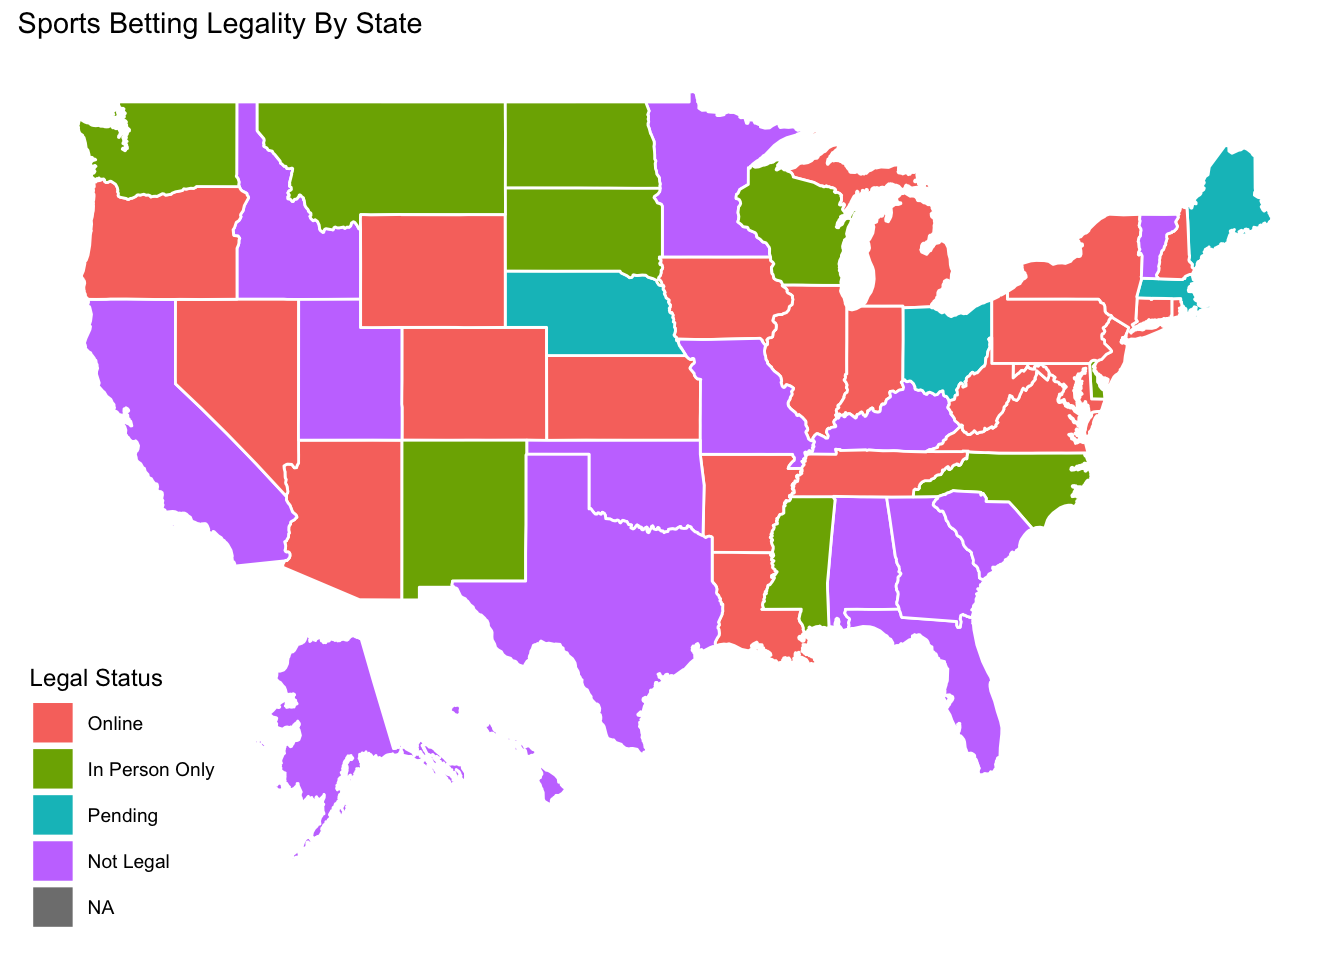 Sports Betting Legality By State
Legal Status
Online
In Person Only
Pending
Not Legal
NA